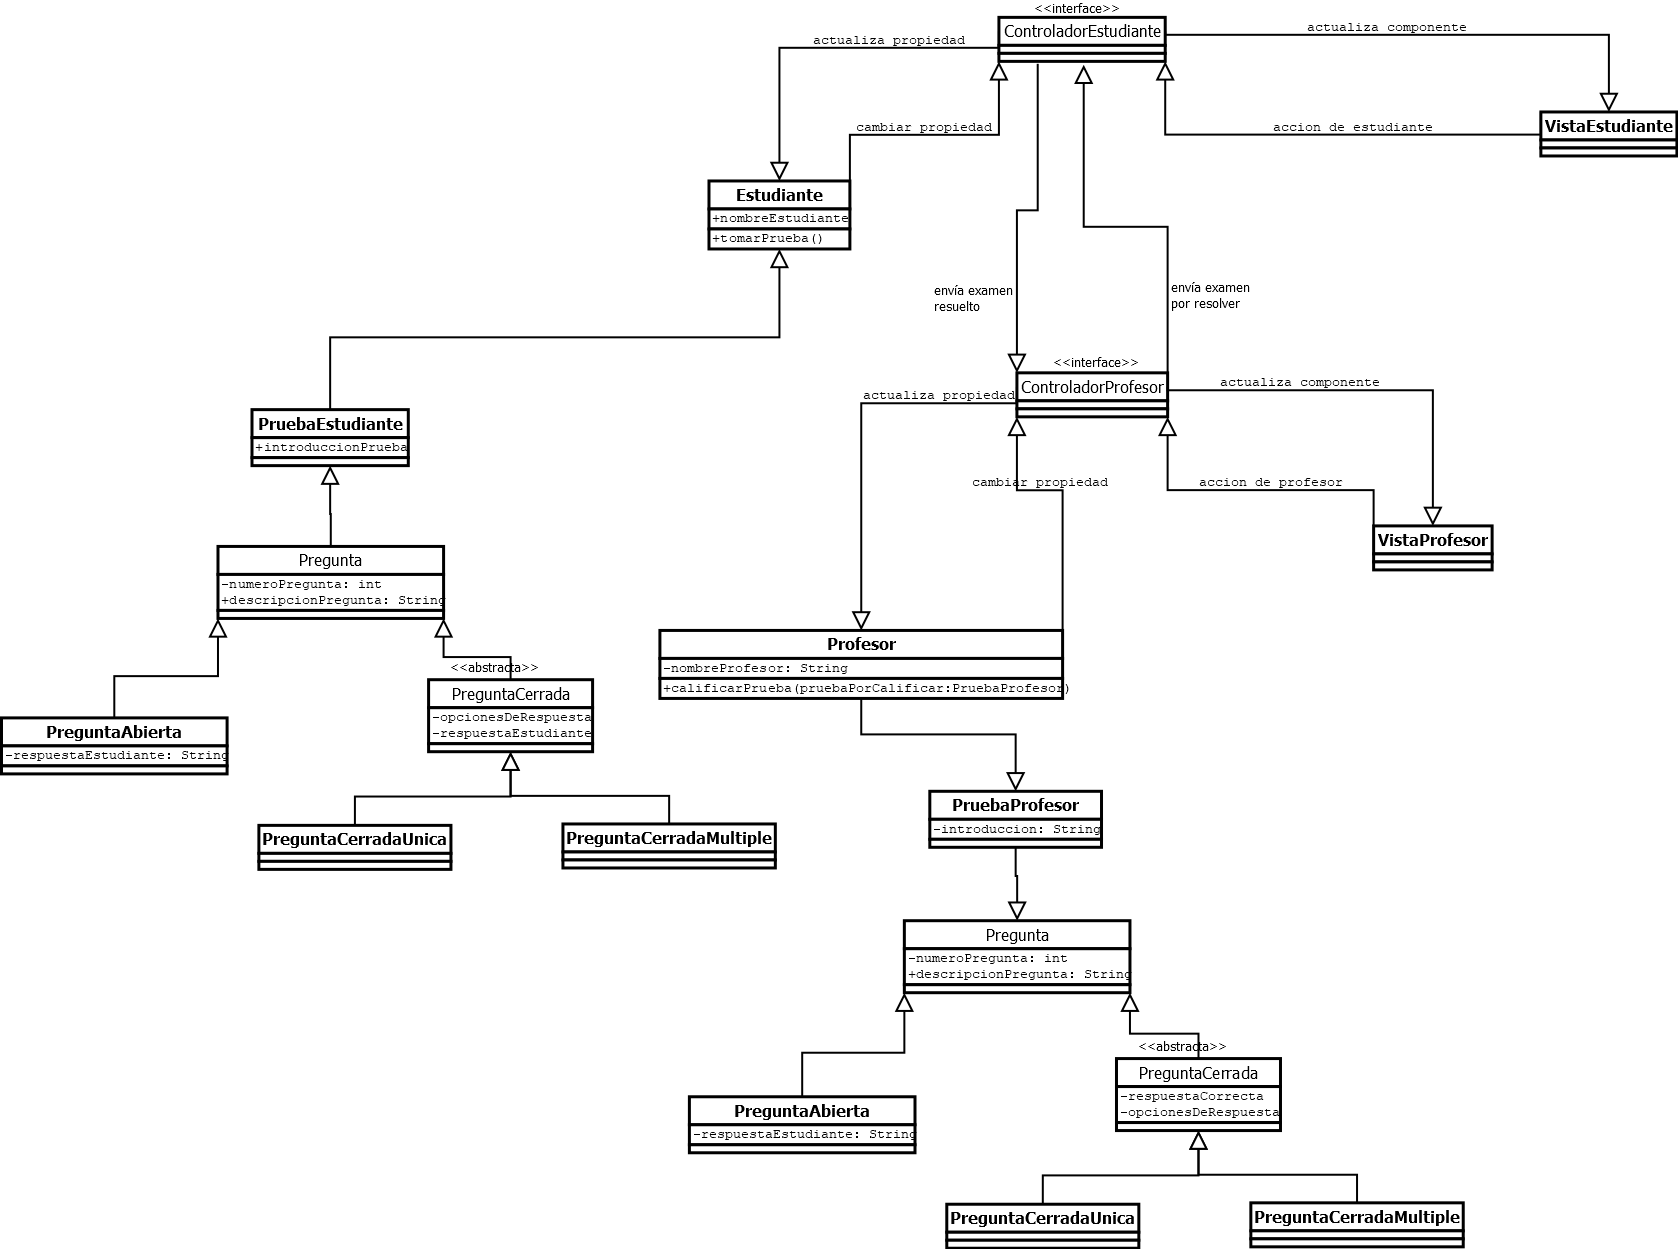 <<interface>>
ControladorEstudiante
actualiza propiedad
actualiza componente
cambiar propiedad
accion de estudiante
VistaEstudiante
Estudiante
+nombreEstudiante
+tomarPrueba()
envía examen
resuelto
envía examen
por resolver
<<interface>>
ControladorProfesor
actualiza propiedad
actualiza componente
cambiar propiedad
accion de profesor
VistaProfesor
PruebaEstudiante
+introduccionPrueba
Pregunta
-numeroPregunta: int
+descripcionPregunta: String
<<abstracta>>
PreguntaCerrada
-opcionesDeRespuesta
-respuestaEstudiante
PreguntaAbierta
-respuestaEstudiante: String
PreguntaCerradaUnica
PreguntaCerradaMultiple
Profesor
-nombreProfesor: String
+calificarPrueba(pruebaPorCalificar:PruebaProfesor)
PruebaProfesor
-introduccion: String
Pregunta
-numeroPregunta: int
+descripcionPregunta: String
<<abstracta>>
PreguntaCerrada
-respuestaCorrecta
-opcionesDeRespuesta
PreguntaAbierta
-respuestaEstudiante: String
PreguntaCerradaUnica
PreguntaCerradaMultiple